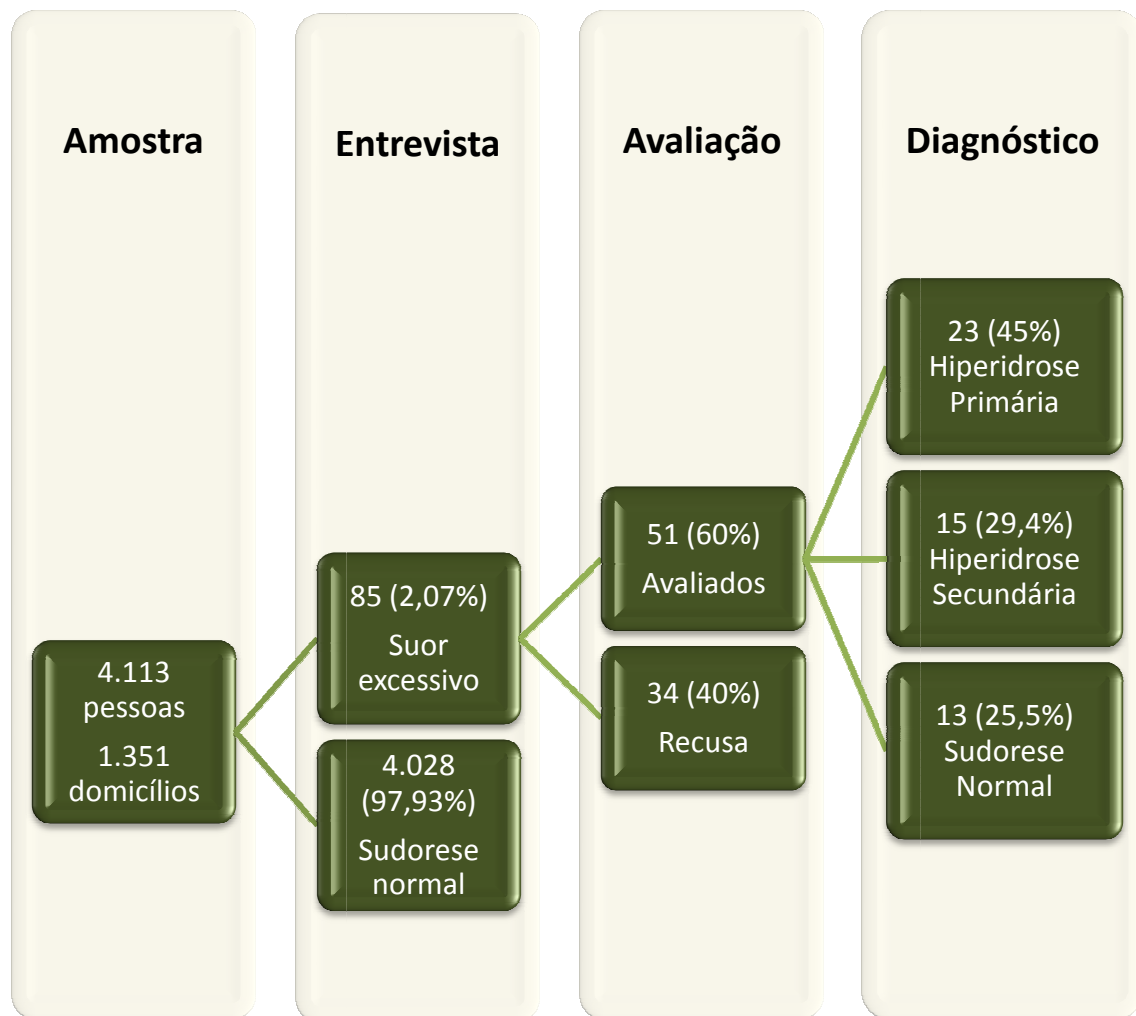 Amostra
Entrevista
Avaliação
Diagnóstico
4.113
pessoas
1.351
domicílios
85 (2,07%)
Suor
excessivo
4.028
(97,93%)
Sudorese
normal
51 (60%)
Avaliados
34 (40%)
Recusa
23 (45%)
Hiperidrose
Primária
15 (29,4%)
Hiperidrose
Secundária
13 (25,5%)
Sudorese
Normal